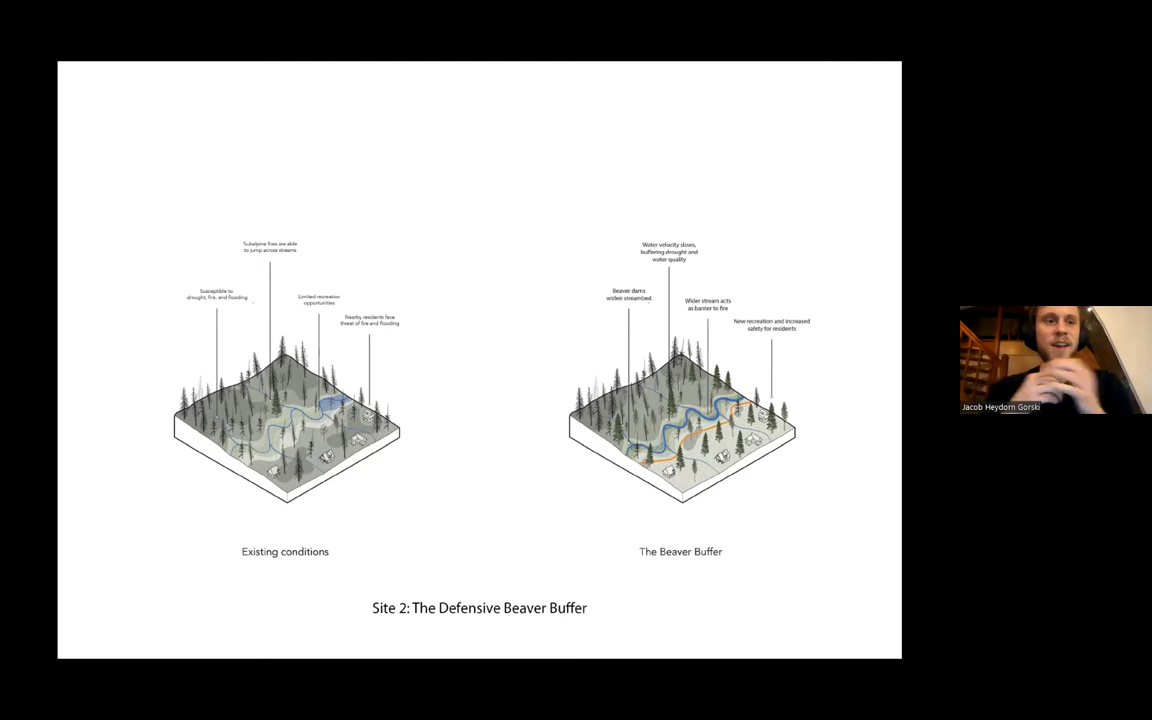 Subalpine fires are able
to jump across streams
Susceptible to
drought, fire, and flooding
Limited recreation
opportunities
Nearby residents face
threat of fire and flooding
Existing conditions
Water velocity slows,
buffering drought and
water quality
Beaver dams
widen streambed
Wider stream acts
as barrier to fire
New recreation and increased
safety for residents
The Beaver Buffer
Site 2: The Defensive Beaver Buffer
Jacob Heydorn Gorski